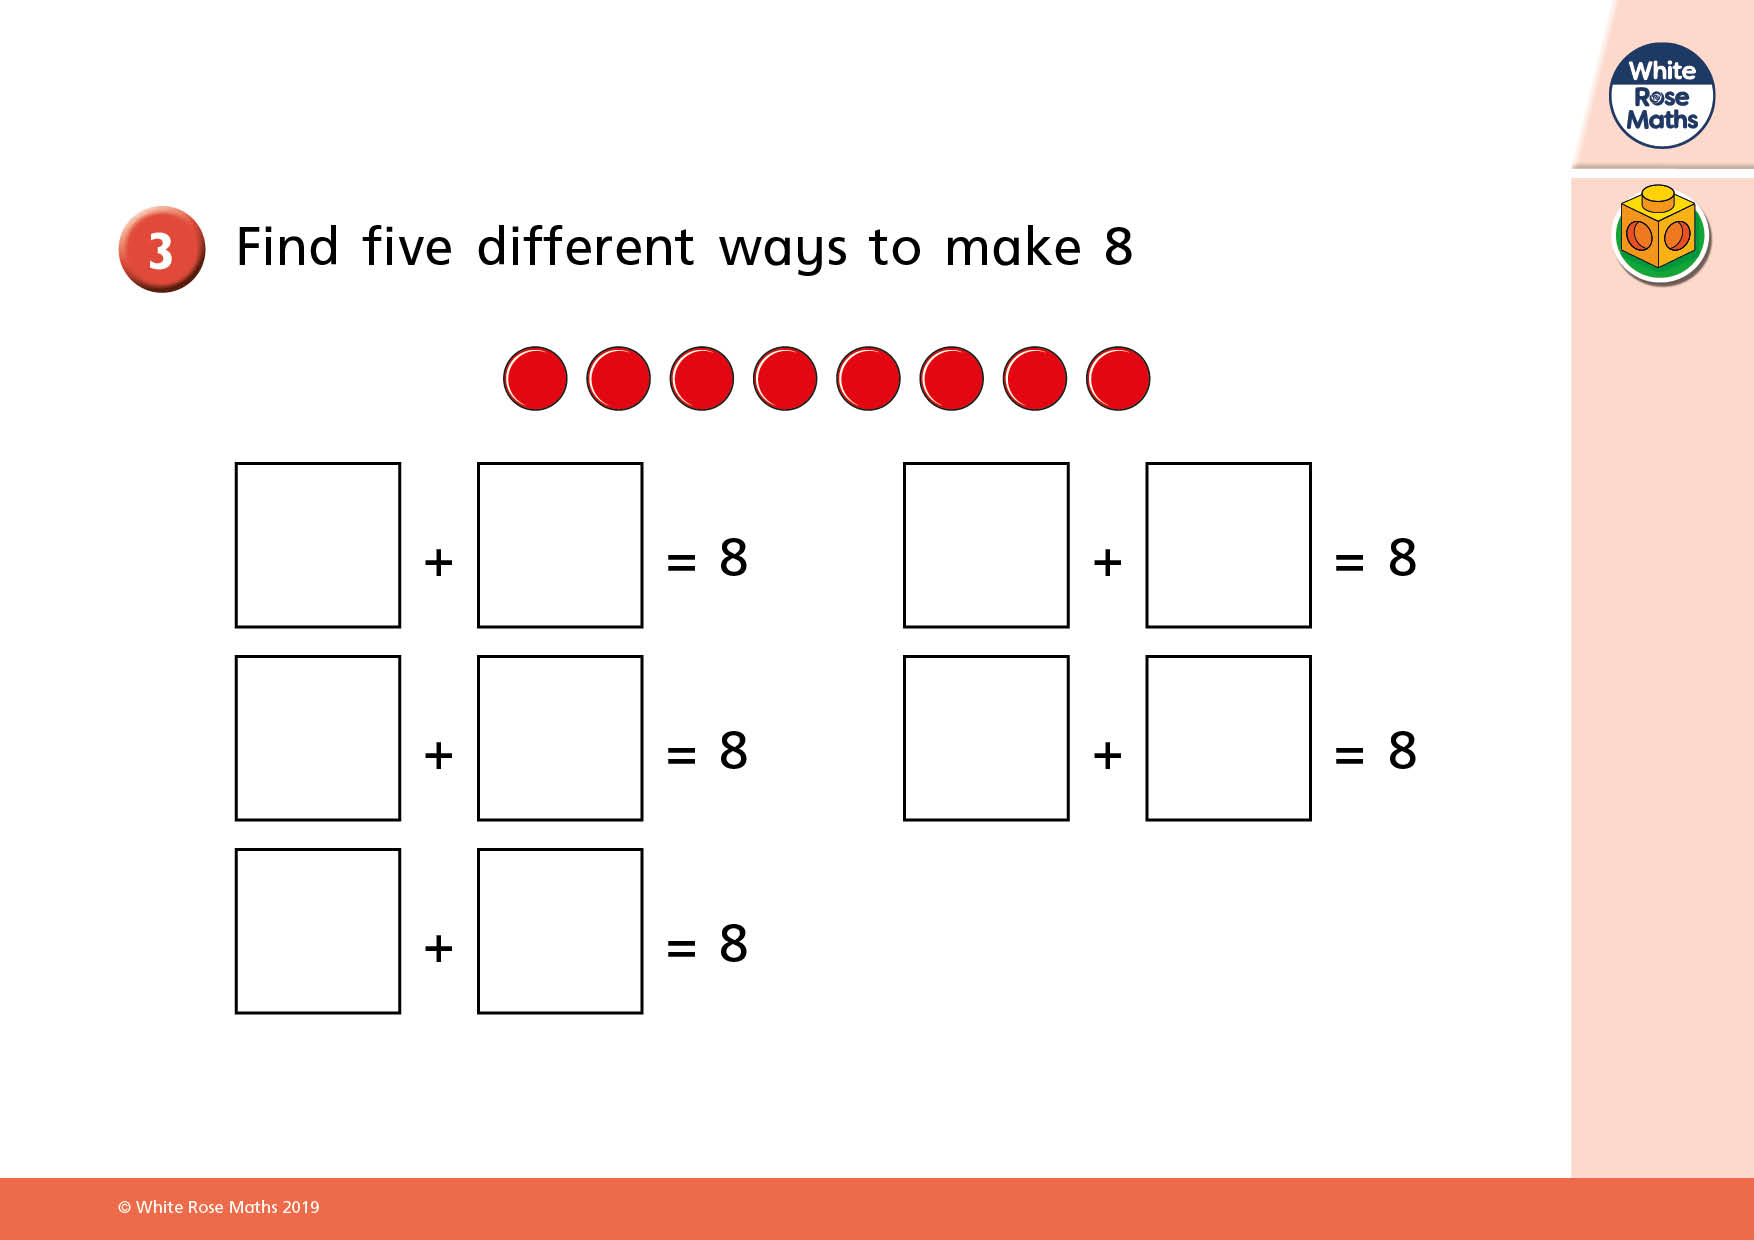 White
Rose
Maths
3 Find five different ways to make 8
+ = 8 + = 8
+ = 8 + = 8
+ = 8
© White Rose Maths 2019